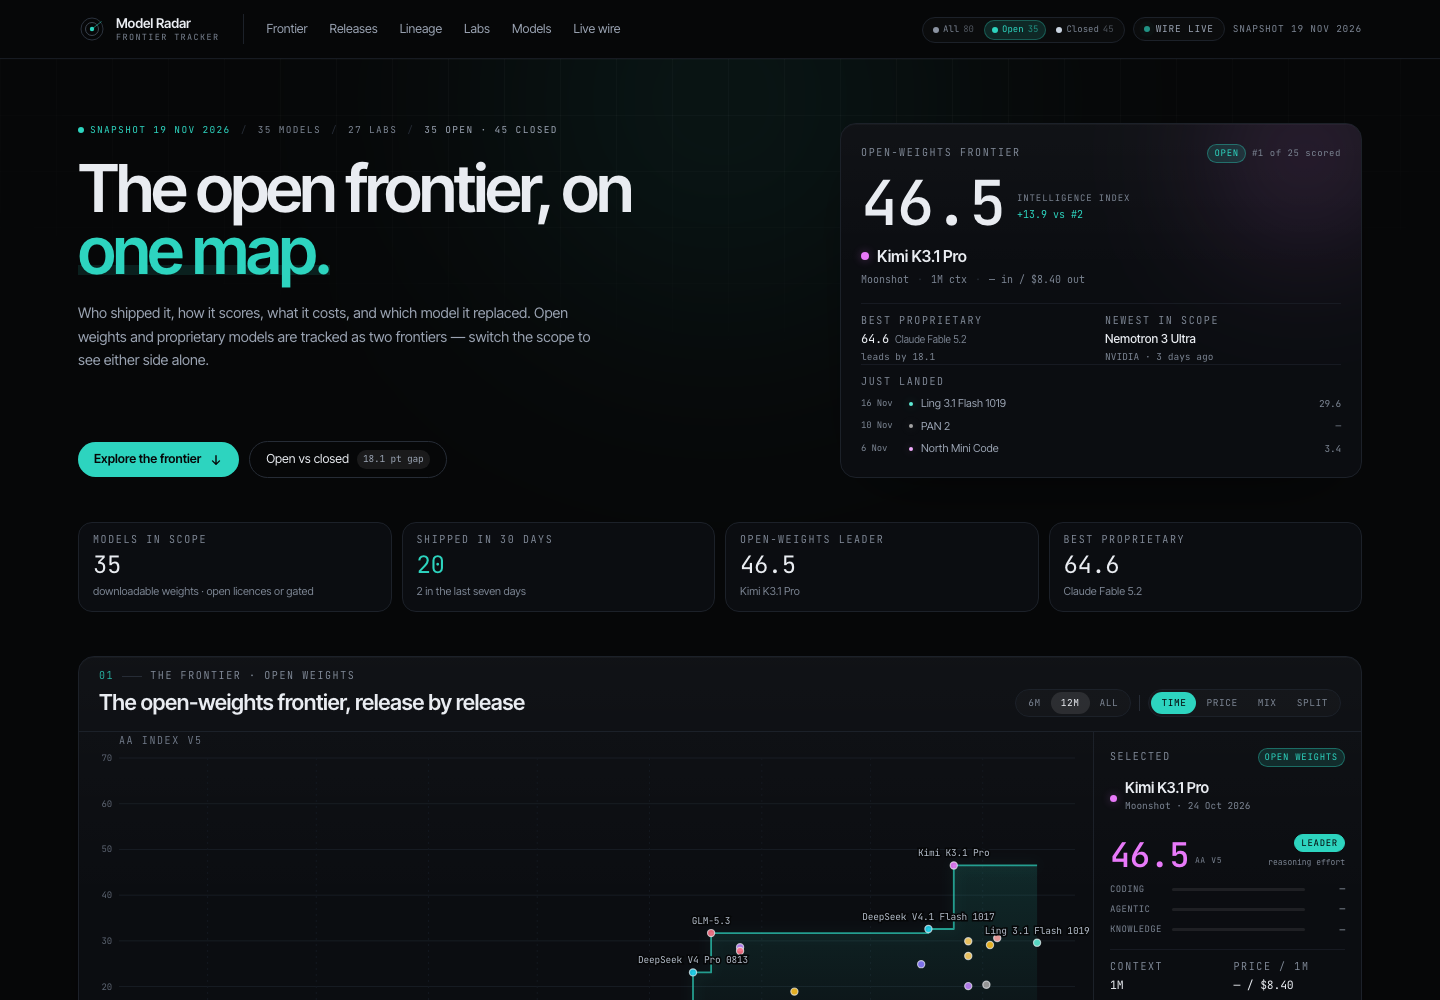 Model Radar
FRONTIER TRACKER
Frontier Releases Lineage Labs Models Live wire
All 80 Open 35 Closed 45
WIRE LIVE
SNAPSHOT 19 NOV 2026
SNAPSHOT 19 NOV 2026 / 35 MODELS / 27 LABS / 35 OPEN · 45 CLOSED
The open frontier, on
one map.
Who shipped it, how it scores, what it costs, and which model it replaced. Open
weights and proprietary models are tracked as two frontiers — switch the scope to
see either side alone.
Explore the frontier ↓
Open vs closed 18.1 pt gap
OPEN-WEIGHTS FRONTIER
OPEN #1 of 25 scored
46.5
INTELLIGENCE INDEX
+13.9 vs #2
Kimi K3.1 Pro
Moonshot · 1M ctx · — in / $8.40 out
BEST PROPRIETARY
64.6 Claude Fable 5.2
leads by 18.1
NEWEST IN SCOPE
Nemotron 3 Ultra
NVIDIA · 3 days ago
JUST LANDED
16 Nov Ling 3.1 Flash 1019 29.6
10 Nov PAN 2 —
6 Nov North Mini Code 3.4
MODELS IN SCOPE
35
downloadable weights · open licences or gated
SHIPPED IN 30 DAYS
20
2 in the last seven days
OPEN-WEIGHTS LEADER
46.5
Kimi K3.1 Pro
BEST PROPRIETARY
64.6
Claude Fable 5.2
01 — THE FRONTIER · OPEN WEIGHTS
The open-weights frontier, release by release
6M 12M ALL
TIME PRICE MIX SPLIT
AA INDEX V5
70
60
50
40
30
20
Kimi K3.1 Pro
GLM-5.3
DeepSeek V4.1 Flash 1017
Ling 3.1 Flash 1019
DeepSeek V4 Pro 0813
SELECTED
OPEN WEIGHTS
Kimi K3.1 Pro
Moonshot · 24 Oct 2026
46.5 AA V5
LEADER
reasoning effort
CODING —
AGENTIC —
KNOWLEDGE —
CONTEXT
1M
PRICE / 1M
— / $8.40